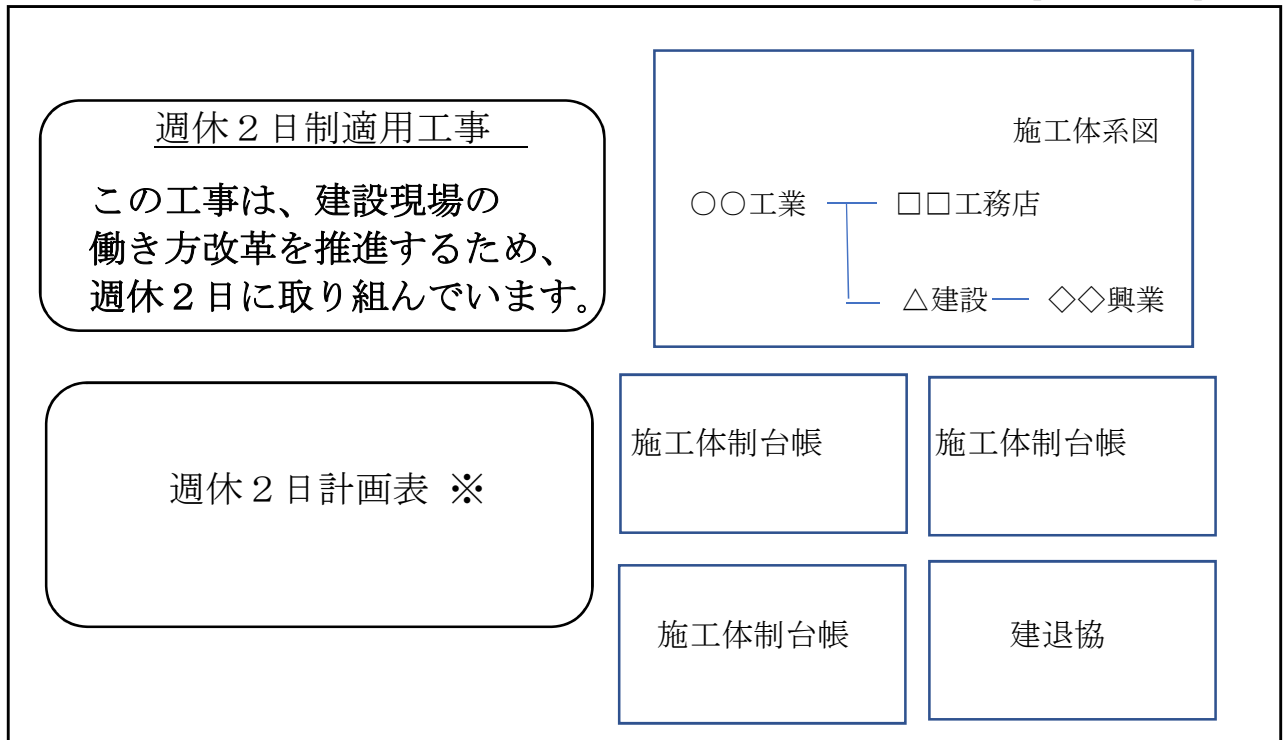 週休２日制適用工事
この工事は、建設現場の
働き方改革を推進するため、
週休２日に取り組んでいます。
週休２日計画表 ※
施工体系図
○○工業
□□工務店
△建設
◇◇興業
施工体制台帳
施工体制台帳
施工体制台帳
建退協